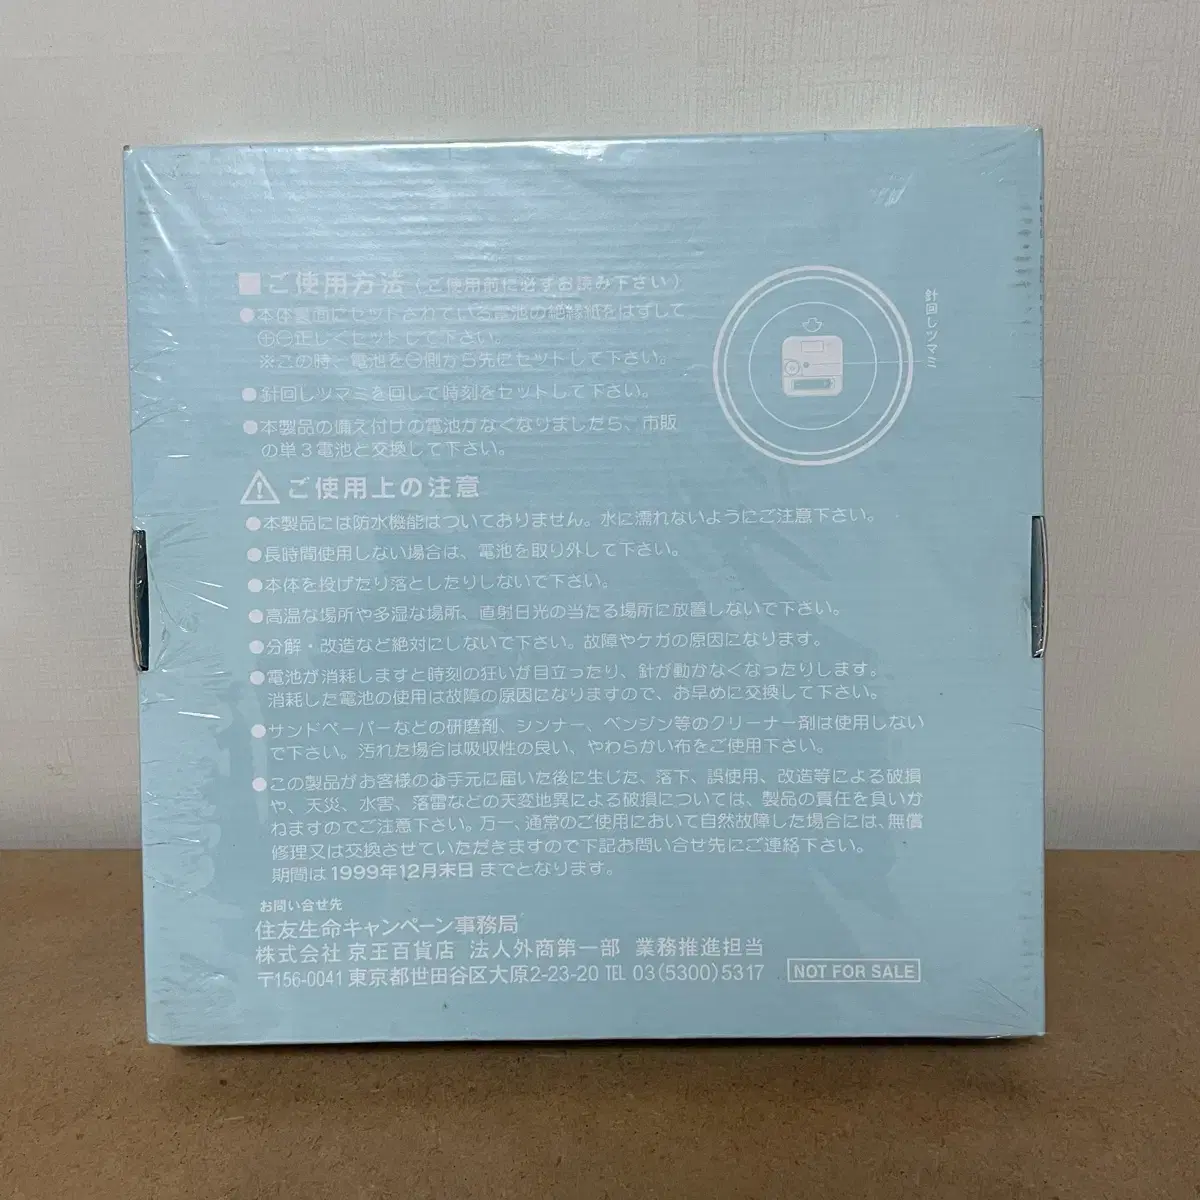 ■ご使用方法(ご使用前に必ずお読み下さい)
●本体裏面にセットされている電池の絶縁紙をはずして
⊕⊖正しくセットして下さい。
※この時、電池を⊖側から先にセットして下さい。
●針回しツマミを回して時刻をセットして下さい。
●本製品の備え付けの電池がなくなりましたら、市販
の単3電池と交換して下さい。
針回しツマミ
⚠ご使用上の注意
●本製品には防水機能はついておりません。水に濡れないようにご注意下さい。
●長時間使用しない場合は、電池を取り外して下さい。
●本体を投げたり落としたりしないで下さい。
●高温な場所や多湿な場所、直射日光の当たる場所に放置しないで下さい。
●分解・改造など絶対にしないで下さい。故障やケガの原因になります。
●電池が消耗しますと時刻の狂いが目立ったり、針が動かなくなったりします。
消耗した電池の使用は故障の原因になりますので、お早めに交換して下さい。
●サンドペーパーなどの研磨剤、シンナー、ベンジン等のクリーナー剤は使用しない
で下さい。汚れた場合は吸収性の良い、やわらかい布をご使用下さい。
●この製品がお客様のお手元に届いた後に生じた、落下、誤使用、改造等による破損
や、天災、水害、落雷などの天変地異による破損については、製品の責任を負いか
ねますのでご注意下さい。万一、通常のご使用において自然故障した場合には、無償
修理又は交換させていただきますので下記お問い合せ先にご連絡下さい。
期間は1999年12月末日までとなります。
お問い合せ先
住友生命キャンペーン事務局
株式会社 京王百貨店 法人外商第一部 業務推進担当
〒156-0041 東京都世田谷区大原2-23-20 TEL 03(5300)5317
NOT FOR SALE